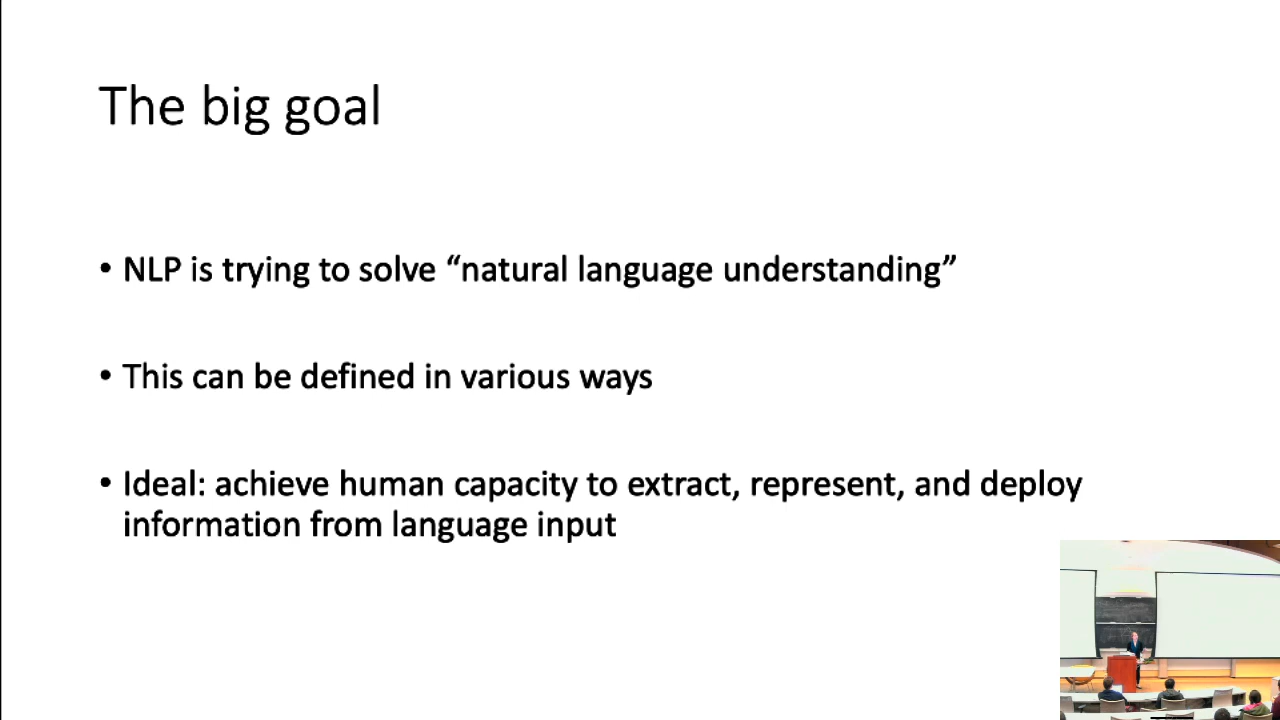 The big goal
• NLP is trying to solve “natural language understanding”
• This can be defined in various ways
• Ideal: achieve human capacity to extract, represent, and deploy
information from language input